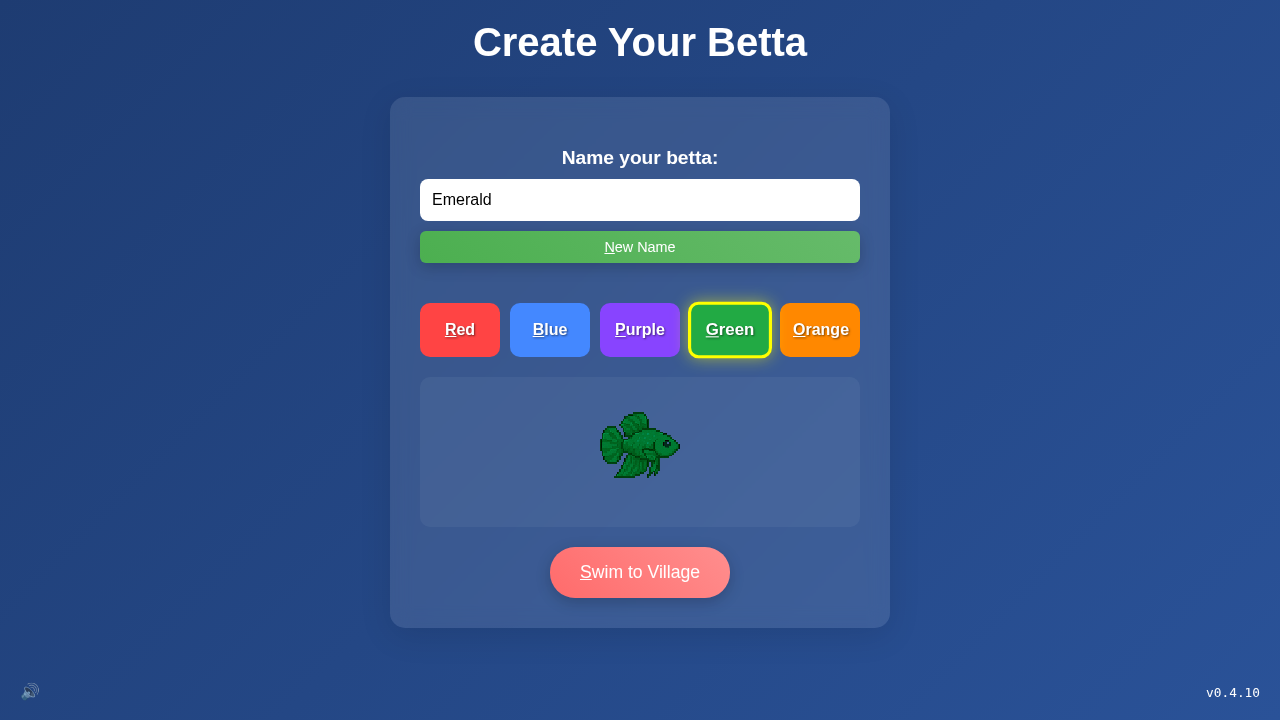 Create Your Betta
Name your betta:
Emerald
New Name
Red Blue Purple Green Orange
Swim to Village
v0.4.10